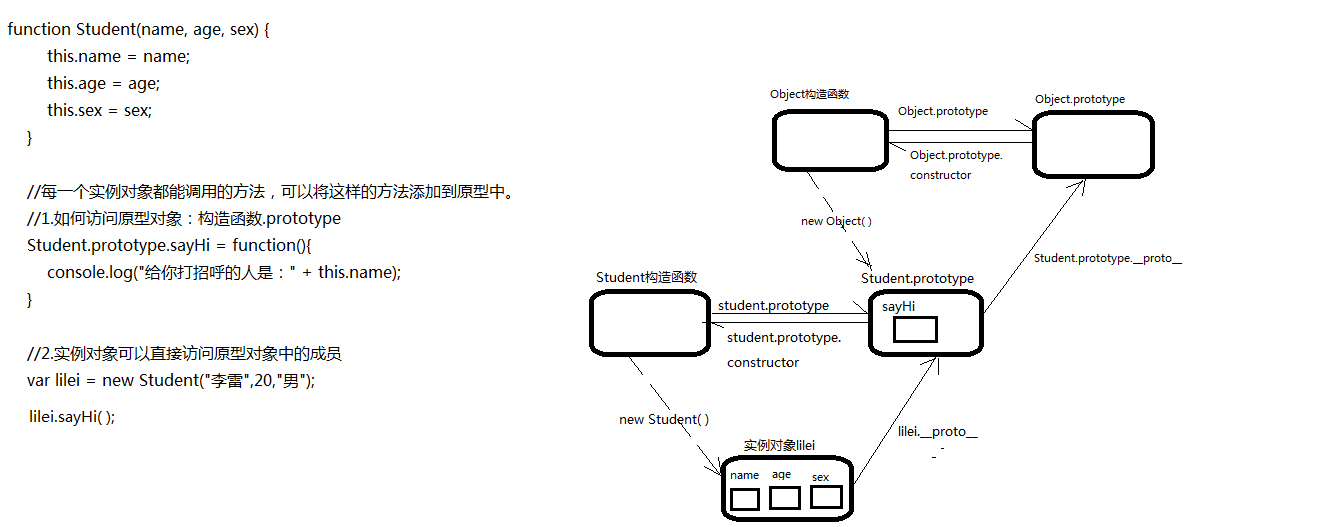 function Student(name, age, sex) {
this.name = name;
this.age = age;
this.sex = sex;
}
//每一个实例对象都能调用的方法，可以将这样的方法添加到原型中。
//1.如何访问原型对象：构造函数.prototype
Student.prototype.sayHi = function(){
console.log("给你打招呼的人是：" + this.name);
}
//2.实例对象可以直接访问原型对象中的成员
var lilei = new Student("李雷",20,"男");
lilei.sayHi( );
Object构造函数
Object.prototype
Object.prototype
Object.prototype.
constructor
new Object( )
Student.prototype.__proto__
Student构造函数
Student.prototype
student.prototype
sayHi
student.prototype.
constructor
new Student( )
lilei.__proto__
实例对象lilei
name age sex